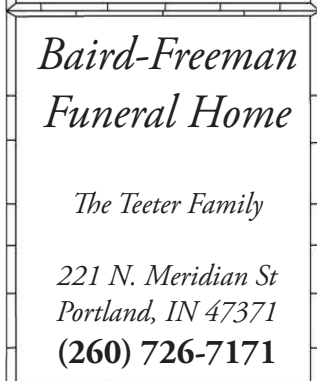 Baird-Freeman
Funeral Home
The Teeter Family
221 N. Meridian St
Portland, IN 47371
(260) 726-7171